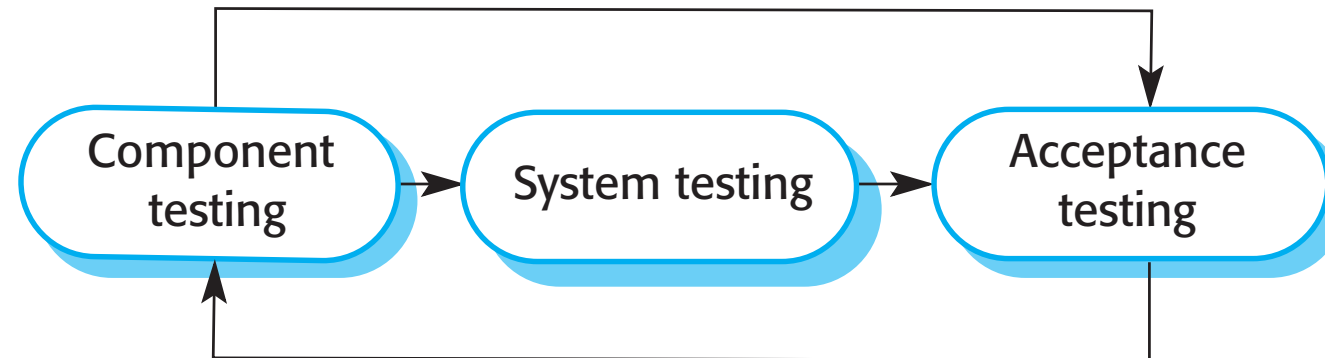 Component
testing
System testing
Acceptance
testing